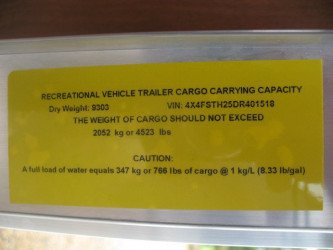 RECREATIONAL VEHICLE TRAILER CARGO CARRYING CAPACITY
Dry Weight: 9303 VIN: 4X4FSTH25DR401518
THE WEIGHT OF CARGO SHOULD NOT EXCEED
2052 kg or 4523 lbs
CAUTION:
A full load of water equals 347 kg or 766 lbs of cargo @ 1 kg/L (8.33 lb/gal)